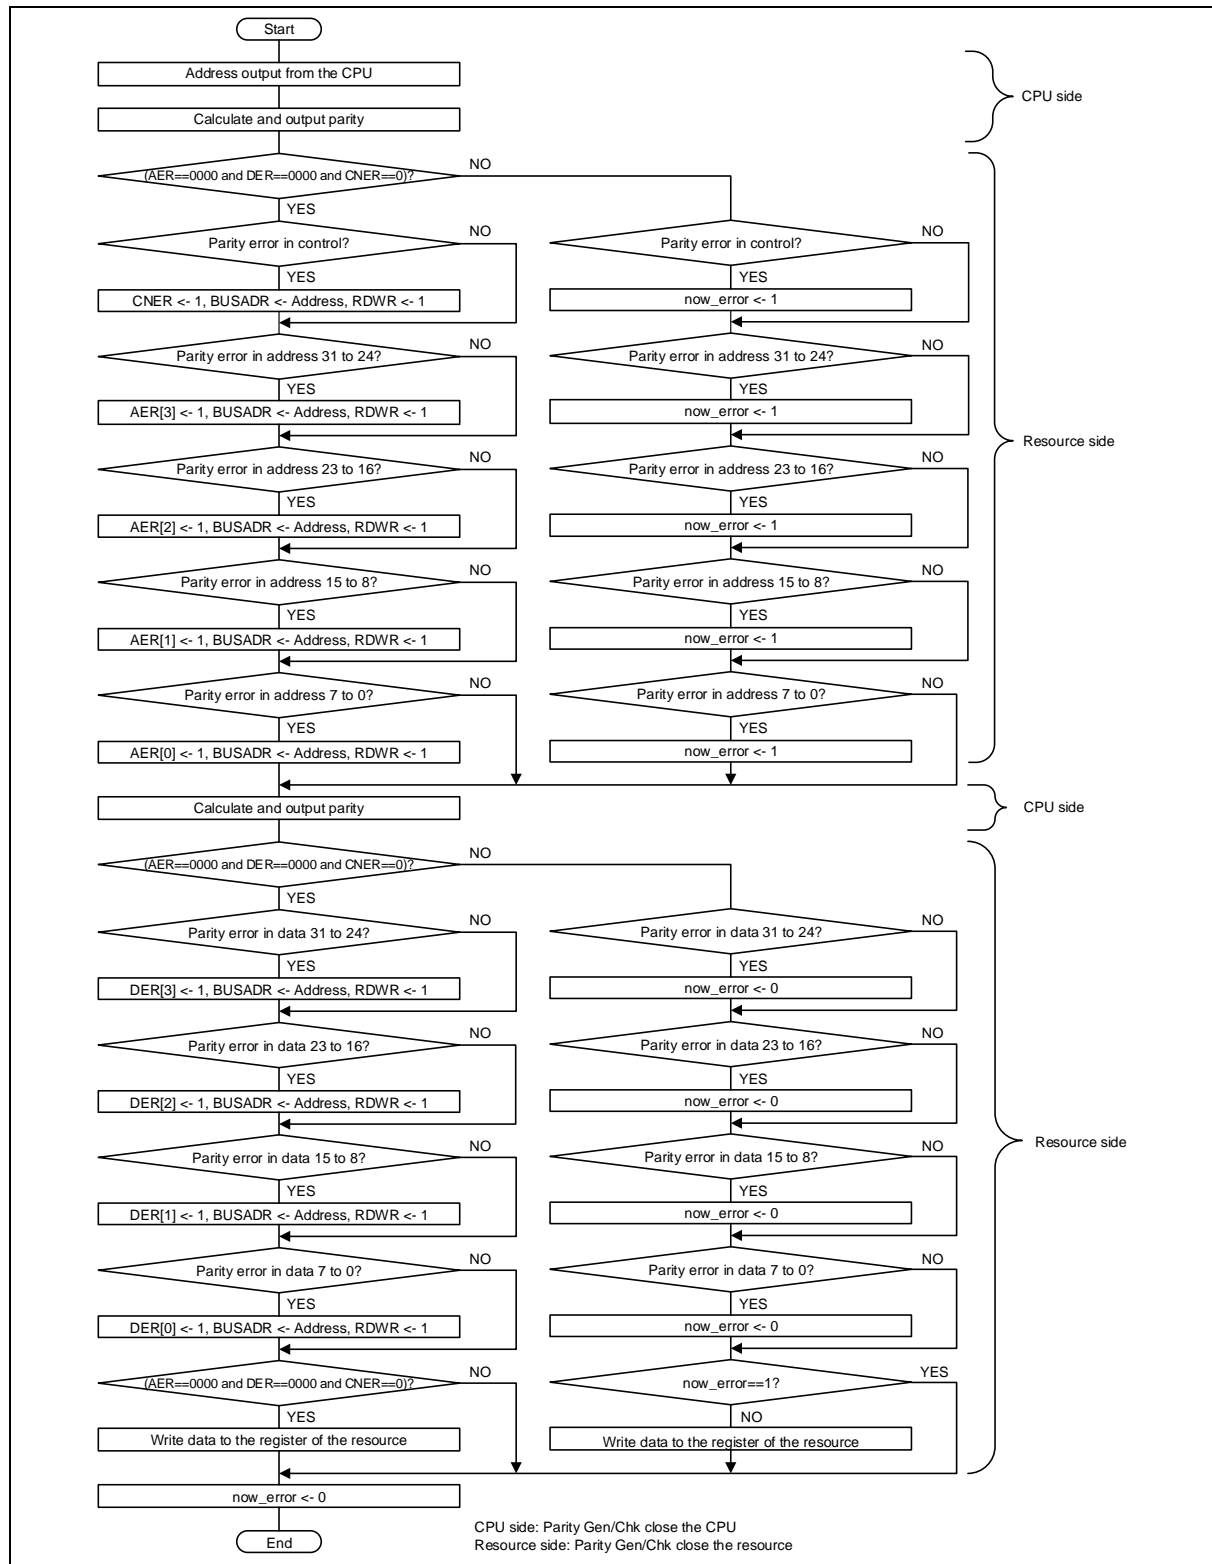 Start
Address output from the CPU
CPU side
Calculate and output parity
(AER==0000 and DER==0000 and CNER==0)?
NO
YES
Parity error in control?
NO
Parity error in control?
NO
YES
YES
CNER <- 1, BUSADR <- Address, RDWR <- 1
now_error <- 1
Parity error in address 31 to 24?
NO
Parity error in address 31 to 24?
NO
YES
YES
AER[3] <- 1, BUSADR <- Address, RDWR <- 1
now_error <- 1
Resource side
Parity error in address 23 to 16?
NO
Parity error in address 23 to 16?
NO
YES
YES
AER[2] <- 1, BUSADR <- Address, RDWR <- 1
now_error <- 1
Parity error in address 15 to 8?
NO
Parity error in address 15 to 8?
NO
YES
YES
AER[1] <- 1, BUSADR <- Address, RDWR <- 1
now_error <- 1
Parity error in address 7 to 0?
NO
Parity error in address 7 to 0?
NO
YES
YES
AER[0] <- 1, BUSADR <- Address, RDWR <- 1
now_error <- 1
Calculate and output parity
CPU side
(AER==0000 and DER==0000 and CNER==0)?
NO
YES
Parity error in data 31 to 24?
NO
Parity error in data 31 to 24?
NO
YES
YES
DER[3] <- 1, BUSADR <- Address, RDWR <- 1
now_error <- 0
Parity error in data 23 to 16?
NO
Parity error in data 23 to 16?
NO
YES
YES
DER[2] <- 1, BUSADR <- Address, RDWR <- 1
now_error <- 0
Resource side
Parity error in data 15 to 8?
NO
Parity error in data 15 to 8?
NO
YES
YES
DER[1] <- 1, BUSADR <- Address, RDWR <- 1
now_error <- 0
Parity error in data 7 to 0?
NO
Parity error in data 7 to 0?
NO
YES
YES
DER[0] <- 1, BUSADR <- Address, RDWR <- 1
now_error <- 0
(AER==0000 and DER==0000 and CNER==0)?
NO
now_error==1?
YES
YES
NO
Write data to the register of the resource
Write data to the register of the resource
now_error <- 0
End
CPU side: Parity Gen/Chk close the CPU
Resource side: Parity Gen/Chk close the resource